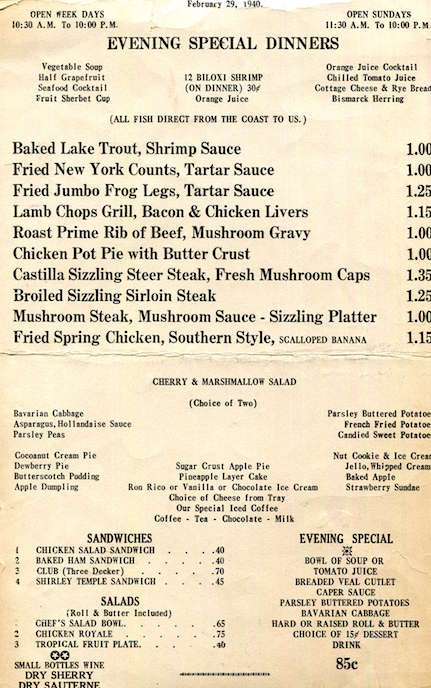 February 29, 1940.
OPEN WEEK DAYS
10:30 A.M. To 10:00 P.M.
OPEN SUNDAYS
11:30 A.M. To 10:00 P.M.
EVENING SPECIAL DINNERS
Vegetable Soup
Half Grapefruit
Seafood Cocktail
Fruit Sherbet Cup
12 BILOXI SHRIMP
(ON DINNER) 30¢
Orange Juice
Orange Juice Cocktail
Chilled Tomato Juice
Cottage Cheese & Rye Bread
Bismarck Herring
(ALL FISH DIRECT FROM THE COAST TO US.)
Baked Lake Trout, Shrimp Sauce 1.00
Fried New York Counts, Tartar Sauce 1.00
Fried Jumbo Frog Legs, Tartar Sauce 1.25
Lamb Chops Grill, Bacon & Chicken Livers 1.15
Roast Prime Rib of Beef, Mushroom Gravy 1.00
Chicken Pot Pie with Butter Crust 1.00
Castilla Sizzling Steer Steak, Fresh Mushroom Caps 1.35
Broiled Sizzling Sirloin Steak 1.25
Mushroom Steak, Mushroom Sauce - Sizzling Platter 1.00
Fried Spring Chicken, Southern Style, SCALLOPED BANANA 1.15
CHERRY & MARSHMALLOW SALAD
(Choice of Two)
Bavarian Cabbage
Asparagus, Hollandaise Sauce
Parsley Peas
Parsley Buttered Potatoe
French Fried Potatoe
Candied Sweet Potatoe
Cocoanut Cream Pie
Dewberry Pie
Butterscotch Pudding
Apple Dumpling
Sugar Crust Apple Pie
Pineapple Layer Cake
Ron Rico or Vanilla or Chocolate Ice Cream
Choice of Cheese from Tray
Our Special Iced Coffee
Coffee - Tea - Chocolate - Milk
Nut Cookie & Ice Crea
Jello, Whipped Cream
Baked Apple
Strawberry Sundae
SANDWICHES
1 CHICKEN SALAD SANDWICH . . . . .40
2 BAKED HAM SANDWICH . . . . .40
3 CLUB (Three Decker) . . . . .70
4 SHIRLEY TEMPLE SANDWICH . . . . .45
SALADS
(Roll & Butter Included)
CHEF'S SALAD BOWL. . . . .65
2 CHICKEN ROYALE . . . . .75
3 TROPICAL FRUIT PLATE. . . . .40
SMALL BOTTLES WINE
DRY SHERRY
DRY SAUTERNE
EVENING SPECIAL
BOWL OF SOUP OR
TOMATO JUICE
BREADED VEAL CUTLET
CAPER SAUCE
PARSLEY BUTTERED POTATOES
BAVARIAN CABBAGE
HARD OR RAISED ROLL & BUTTER
CHOICE OF 15¢ DESSERT
DRINK
85c